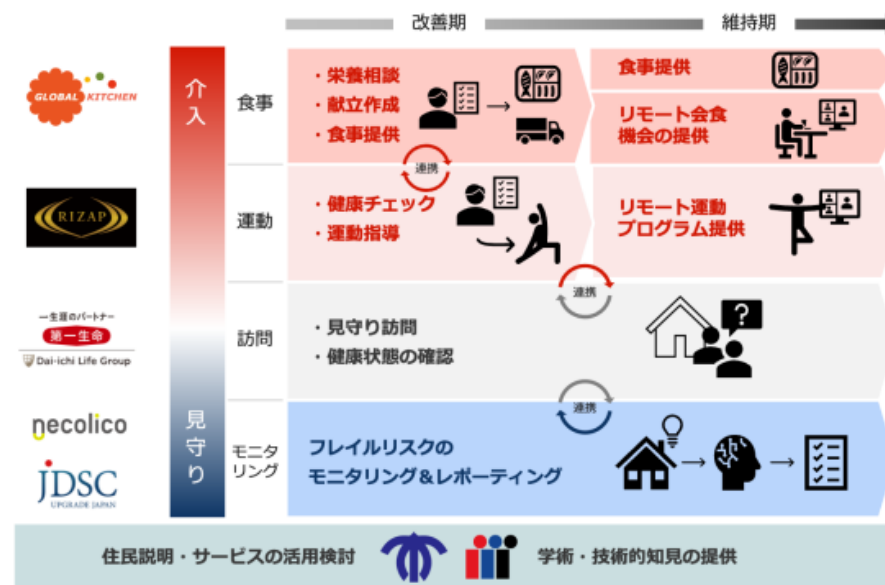 改善期
維持期
GLOBAL KITCHEN
介入
食事
・栄養相談
・献立作成
・食事提供
食事提供
リモート会食
機会の提供
連携
RIZAP
運動
・健康チェック
・運動指導
リモート運動
プログラム提供
連携
一生涯のパートナー
第一生命
Dai-ichi Life Group
訪問
・見守り訪問
・健康状態の確認
?
連携
necolico
JDSC
UPGRADE JAPAN
見守り
モニタ
リング
フレイルリスクの
モニタリング&レポーティング
住民説明・サービスの活用検討
学術・技術的知見の提供